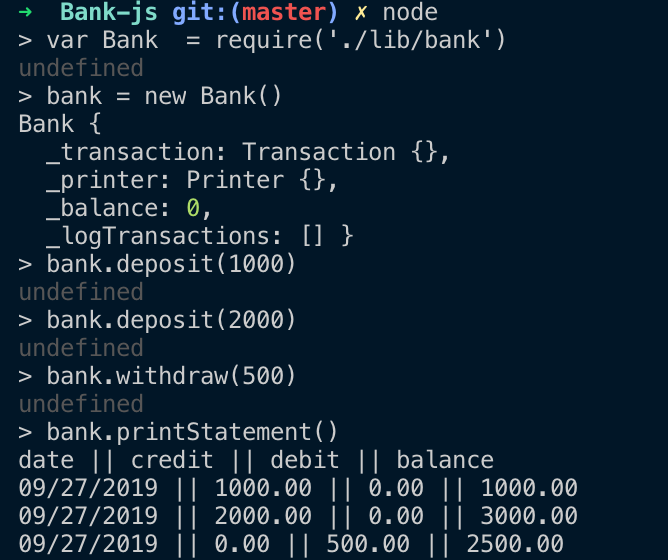 ➜  Bank-js git:(master) ✗ node
> var Bank  = require('./lib/bank')
undefined
> bank = new Bank()
Bank {
  _transaction: Transaction {},
  _printer: Printer {},
  _balance: 0,
  _logTransactions: [] }
> bank.deposit(1000)
undefined
> bank.deposit(2000)
undefined
> bank.withdraw(500)
undefined
> bank.printStatement()
date || credit || debit || balance
09/27/2019 || 1000.00 || 0.00 || 1000.00
09/27/2019 || 2000.00 || 0.00 || 3000.00
09/27/2019 || 0.00 || 500.00 || 2500.00